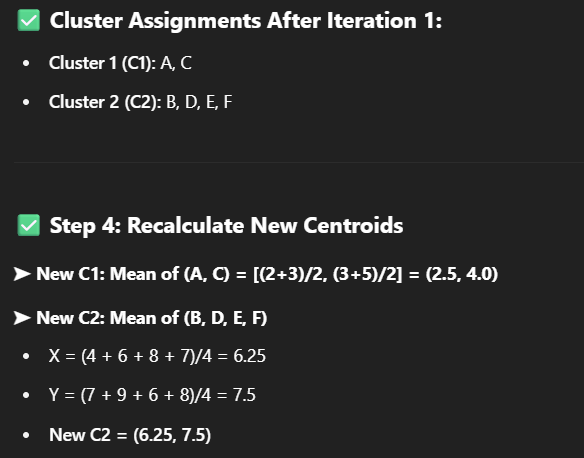 ✅ Cluster Assignments After Iteration 1:
• Cluster 1 (C1): A, C
• Cluster 2 (C2): B, D, E, F
✅ Step 4: Recalculate New Centroids
➤ New C1: Mean of (A, C) = [(2+3)/2, (3+5)/2] = (2.5, 4.0)
➤ New C2: Mean of (B, D, E, F)
• X = (4 + 6 + 8 + 7)/4 = 6.25
• Y = (7 + 9 + 6 + 8)/4 = 7.5
• New C2 = (6.25, 7.5)